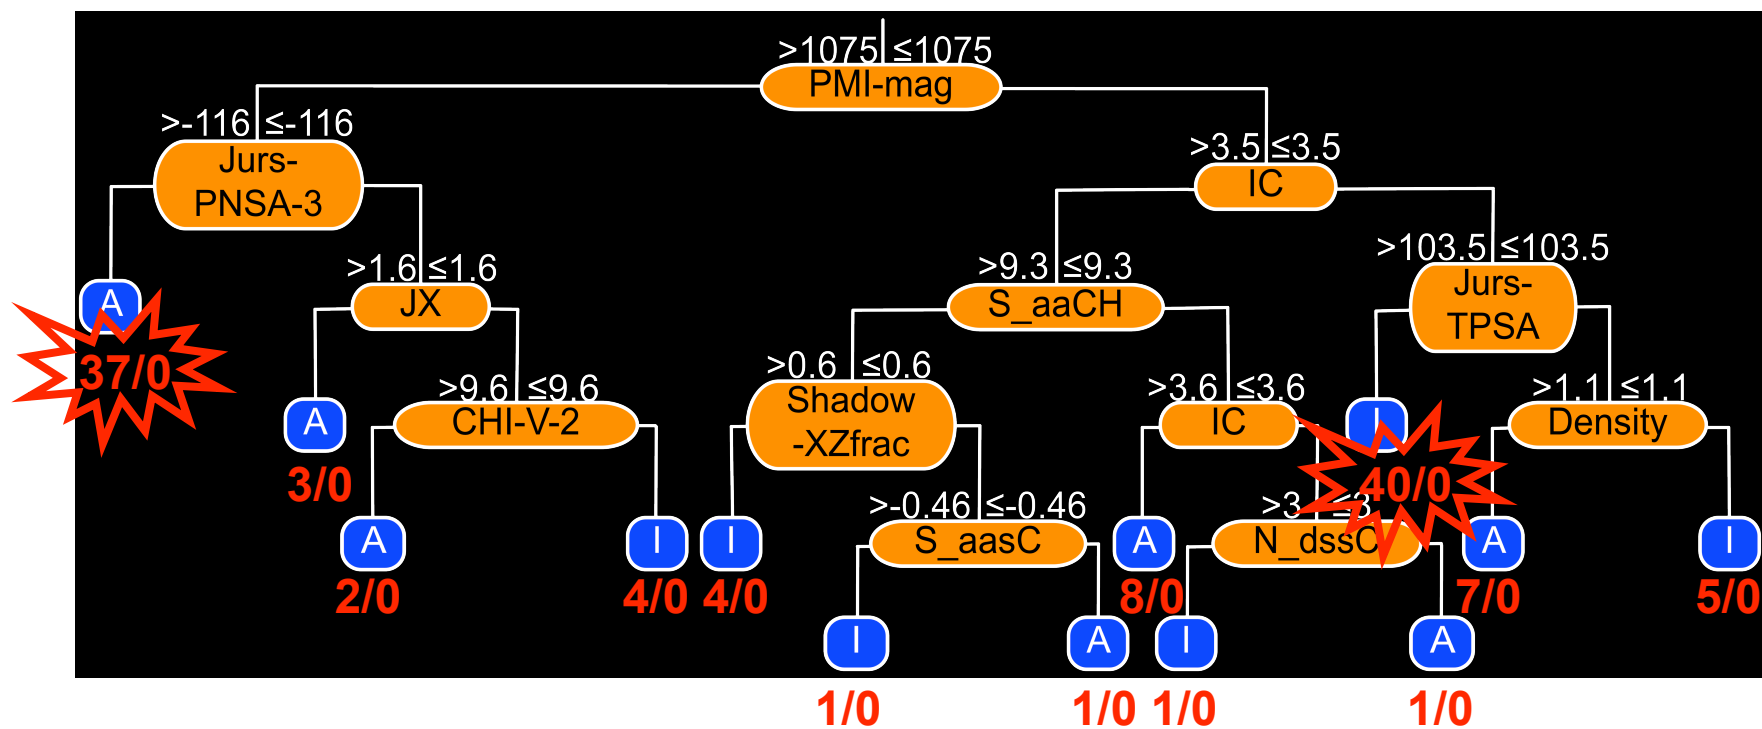 >1075 ≤1075
PMI-mag
>-116 ≤-116
Jurs-
PNSA-3
>3.5 ≤3.5
IC
>103.5 ≤103.5
Jurs-
TPSA
>1.6 ≤1.6
JX
>9.3 ≤9.3
S_aaCH
A
37/0
>9.6 ≤9.6
CHI-V-2
>0.6 ≤0.6
Shadow
-XZfrac
>3.6 ≤3.6
IC
>1.1 ≤1.1
Density
A
3/0
I
40/0
>-0.46 ≤-0.46
S_aasC
>3 ≤3
N_dssC
A
2/0
I
4/0
I
4/0
A
8/0
A
7/0
I
5/0
I
1/0
A
1/0
I
1/0
A
1/0